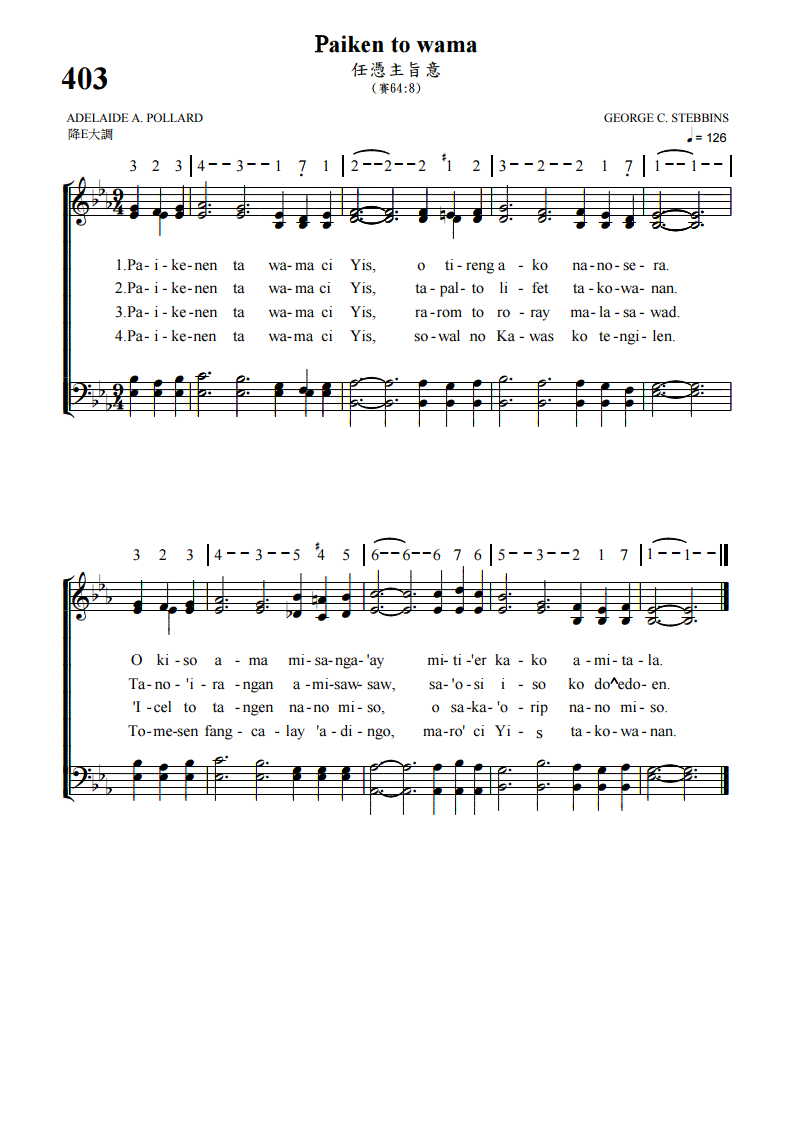 Paiken to wama
403
任憑主旨意
(賽64:8)
ADELAIDE A. POLLARD
GEORGE C. STEBBINS
降E大調
♩ = 126
3 2 3 | 4 – – 3 – – 1 7̣ 1 | 2 – – 2 – – 2 ♯1 2 | 3 – – 2 – – 2 1 7̣ | 1 – – 1 – – |
1.Pa- i - ke-nen ta wa-ma ci Yis, o ti-reng a - ko na-no-se-ra.
2.Pa- i - ke-nen ta wa-ma ci Yis, ta-pal-to li - fet ta-ko-wa-nan.
3.Pa- i - ke-nen ta wa-ma ci Yis, ra-rom to ro-ray ma-la-sa-wad.
4.Pa- i - ke-nen ta wa-ma ci Yis, so-wal no Ka-was ko te-ngi-len.
3 2 3 | 4 – – 3 – – 5 ♯4 5 | 6 – – 6 – – 6 7 6 | 5 – – 3 – – 2 1 7 | 1 – – 1 – – ‖
O ki-so a - ma mi-sa-nga-'ay mi-ti-'er ka-ko a-mi-ta-la.
Ta-no-'i-ra-ngan a-mi-saw-saw, sa-'o-si i - so ko do^edo-en.
'I-cel to ta-ngen na-no mi-so, o sa-ka-'o-rip na-no mi-so.
To-me-sen fang-ca-lay 'a-di-ngo, ma-ro' ci Yi - s ta-ko-wa-nan.